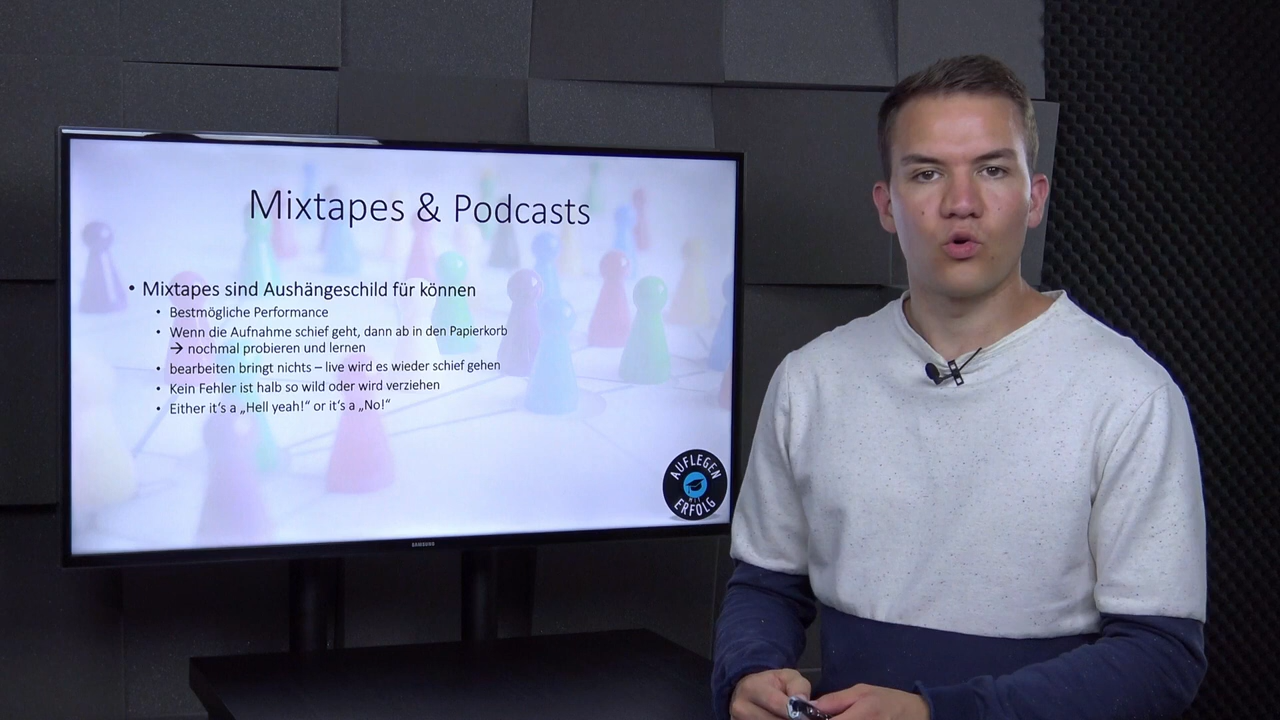 Mixtapes & Podcasts
• Mixtapes sind Aushängeschild für können
• Bestmögliche Performance
• Wenn die Aufnahme schief geht, dann ab in den Papierkorb
→ nochmal probieren und lernen
• bearbeiten bringt nichts – live wird es wieder schief gehen
• Kein Fehler ist halb so wild oder wird verziehen
• Either it‘s a „Hell yeah!“ or it‘s a „No!“
AUFLEGEN
MIT
ERFOLG
SAMSUNG